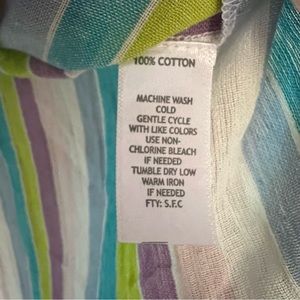 100% COTTON
MACHINE WASH
COLD
GENTLE CYCLE
WITH LIKE COLORS
USE NON-
CHLORINE BLEACH
IF NEEDED
TUMBLE DRY LOW
WARM IRON
IF NEEDED
FTY: S.F.C